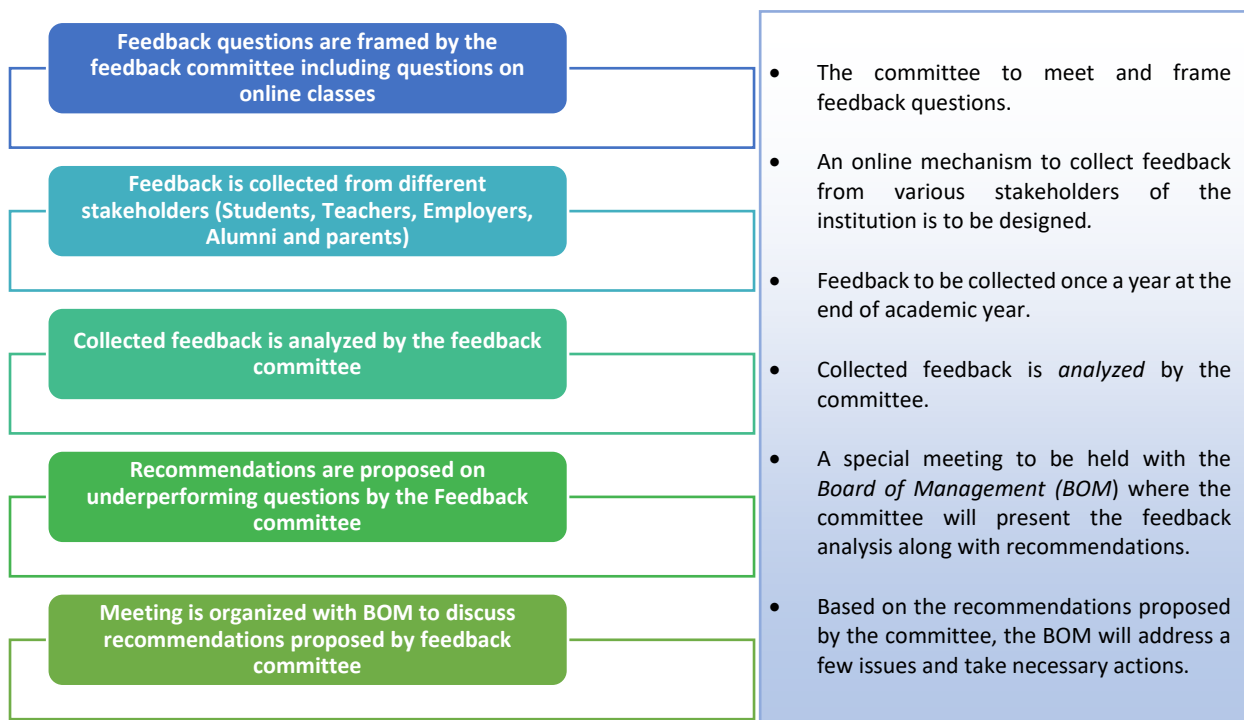 Feedback questions are framed by the
feedback committee including questions on
online classes
Feedback is collected from different
stakeholders (Students, Teachers, Employers,
Alumni and parents)
Collected feedback is analyzed by the feedback
committee
Recommendations are proposed on
underperforming questions by the Feedback
committee
Meeting is organized with BOM to discuss
recommendations proposed by feedback
committee
• The committee to meet and frame
feedback questions.
• An online mechanism to collect feedback
from various stakeholders of the
institution is to be designed.
• Feedback to be collected once a year at the
end of academic year.
• Collected feedback is analyzed by the
committee.
• A special meeting to be held with the
Board of Management (BOM) where the
committee will present the feedback
analysis along with recommendations.
• Based on the recommendations proposed
by the committee, the BOM will address a
few issues and take necessary actions.